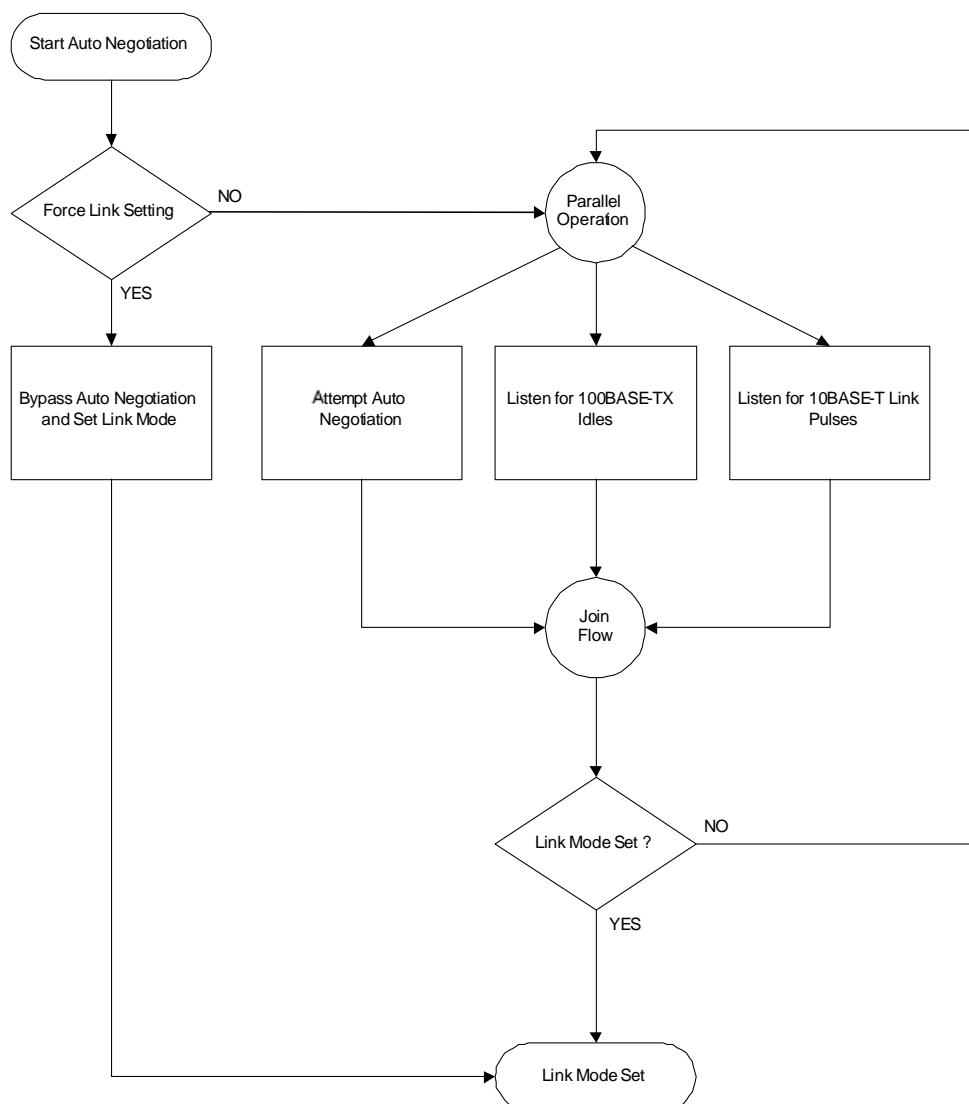 Start Auto Negotiation
Force Link Setting
NO
YES
Parallel
Operation
Bypass Auto Negotiation
and Set Link Mode
Attempt Auto
Negotiation
Listen for 100BASE-TX
Idles
Listen for 10BASE-T Link
Pulses
Join
Flow
Link Mode Set ?
NO
YES
Link Mode Set